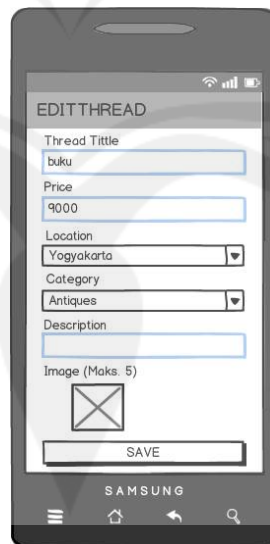 EDITTHREAD
Thread Tittle
buku
Price
9000
Location
Yogyakarta
Category
Antiques
Description
Image (Maks. 5)
SAVE
SAMSUNG